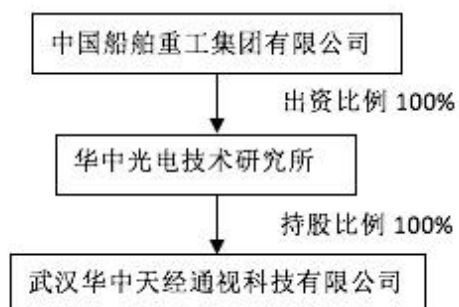 中国船舶重工集团有限公司
出资比例 100%
华中光电技术研究所
持股比例 100%
武汉华中天经通视科技有限公司